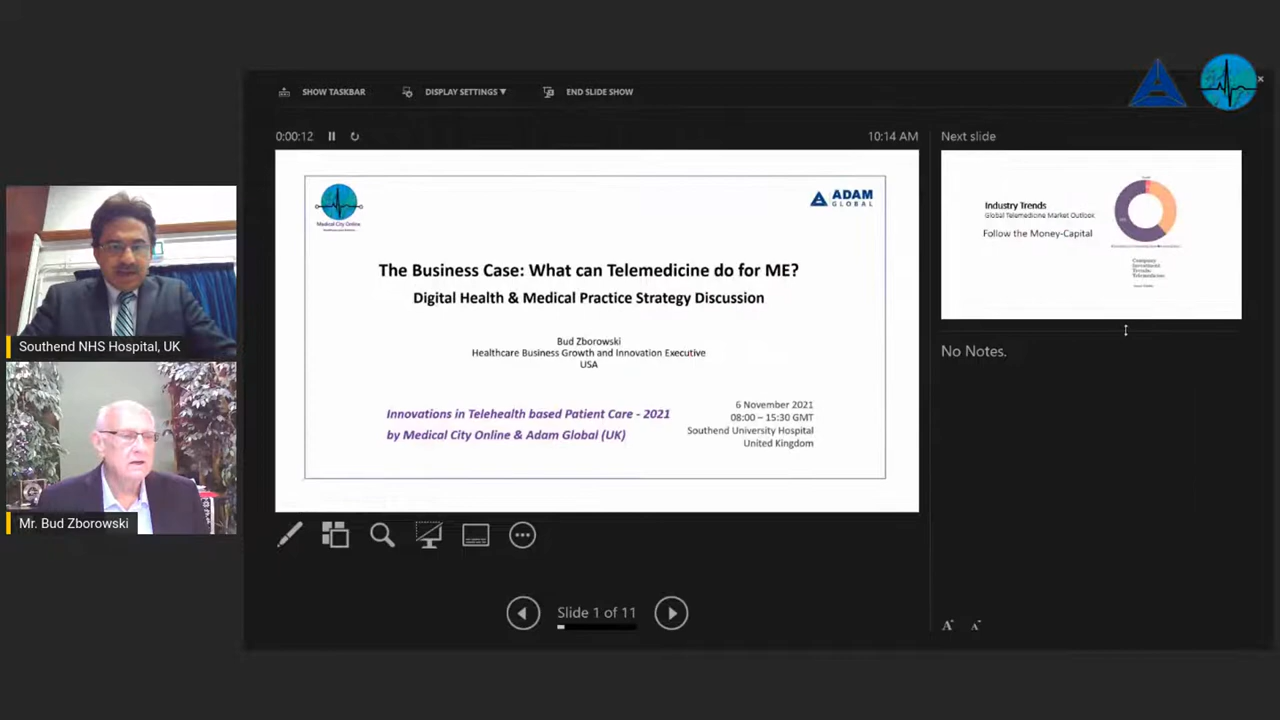 SHOW TASKBAR
DISPLAY SETTINGS ▼
END SLIDE SHOW
0:00:12
10:14 AM
Next slide
Medical City Online
ADAM
GLOBAL
The Business Case: What can Telemedicine do for ME?
Digital Health & Medical Practice Strategy Discussion
Bud Zborowski
Healthcare Business Growth and Innovation Executive
USA
Innovations in Telehealth based Patient Care - 2021
by Medical City Online & Adam Global (UK)
6 November 2021
08:00 – 15:30 GMT
Southend University Hospital
United Kingdom
Industry Trends
Global Telemedicine Market Outlook
Follow the Money-Capital
Company
Investment
Trends:
Telemedicine
No Notes.
Southend NHS Hospital, UK
Mr. Bud Zborowski
Slide 1 of 11
A
A